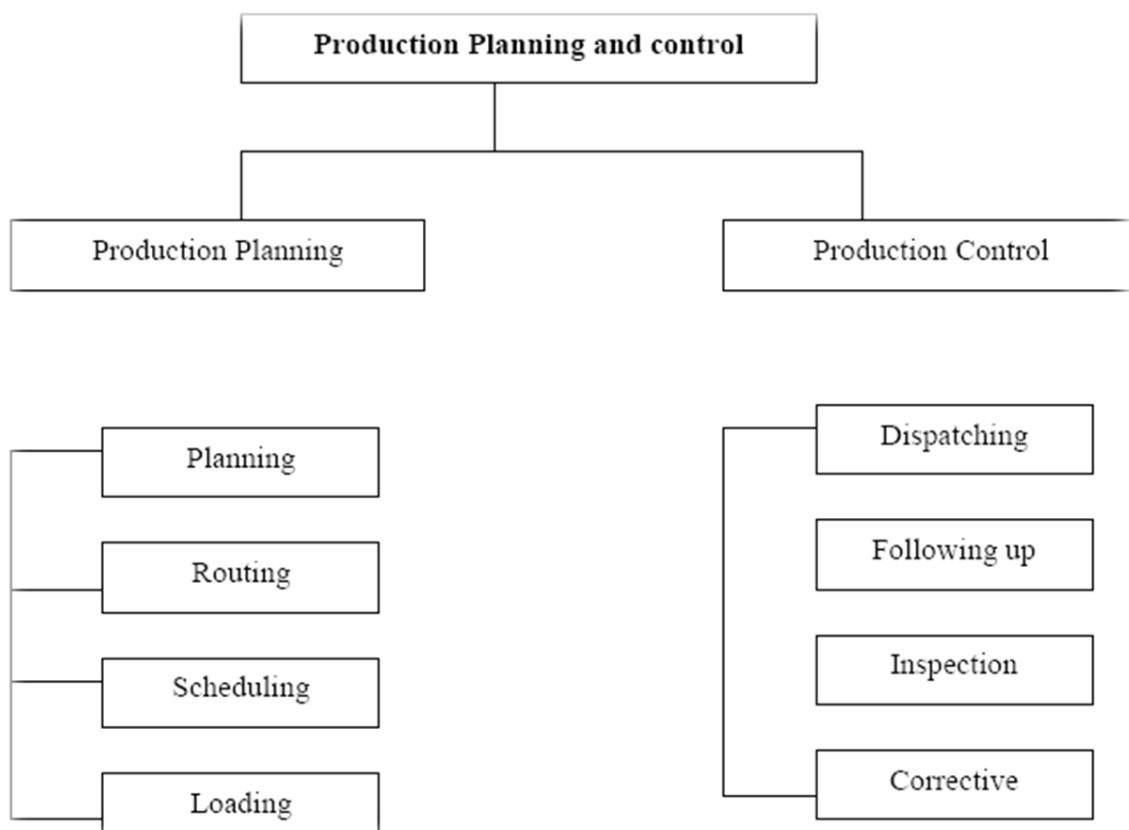 Production Planning and control
Production Planning
Production Control
Planning
Routing
Scheduling
Loading
Dispatching
Following up
Inspection
Corrective